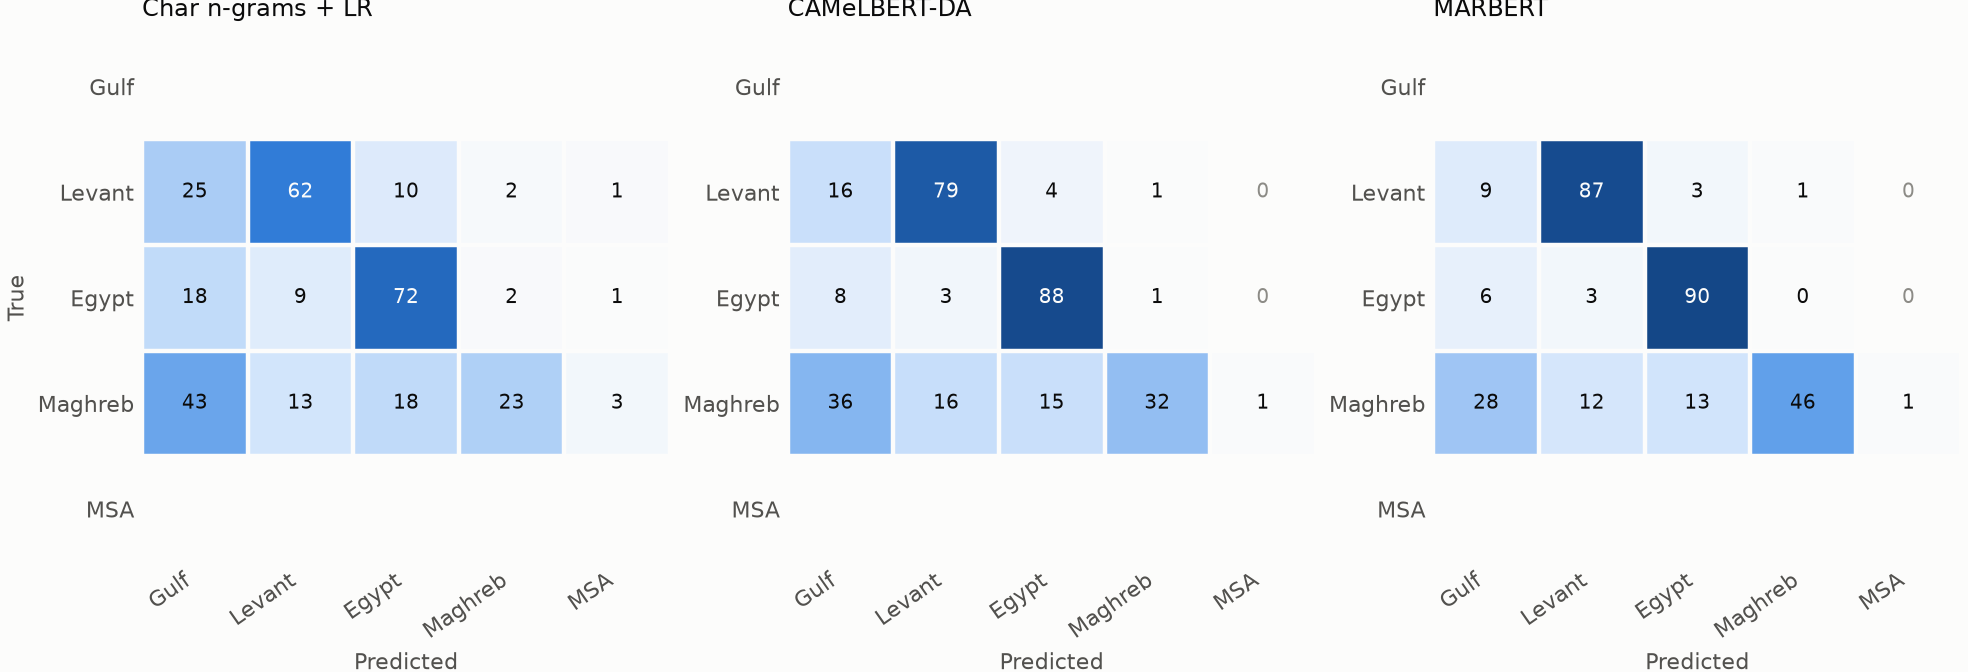 Char n-grams + LR CAMeLBERT-DA MARBERT
Gulf Gulf Gulf
Levant 25 62 10 2 1 Levant 16 79 4 1 0 Levant 9 87 3 1 0
Egypt 18 9 72 2 1 Egypt 8 3 88 1 0 Egypt 6 3 90 0 0
True
Maghreb 43 13 18 23 3 Maghreb 36 16 15 32 1 Maghreb 28 12 13 46 1
MSA MSA MSA
Gulf Levant Egypt Maghreb MSA Gulf Levant Egypt Maghreb MSA Gulf Levant Egypt Maghreb MSA
Predicted Predicted Predicted